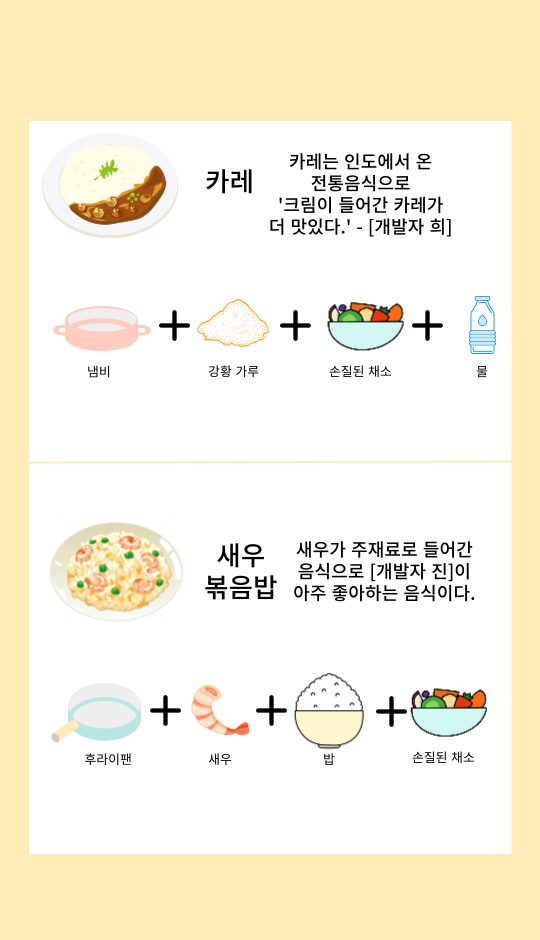 카레
카레는 인도에서 온
전통음식으로
'크림이 들어간 카레가
더 맛있다.' - [개발자 희]
냄비
강황 가루
손질된 채소
물
새우
볶음밥
새우가 주재료로 들어간
음식으로 [개발자 진]이
아주 좋아하는 음식이다.
후라이팬
새우
밥
손질된 채소